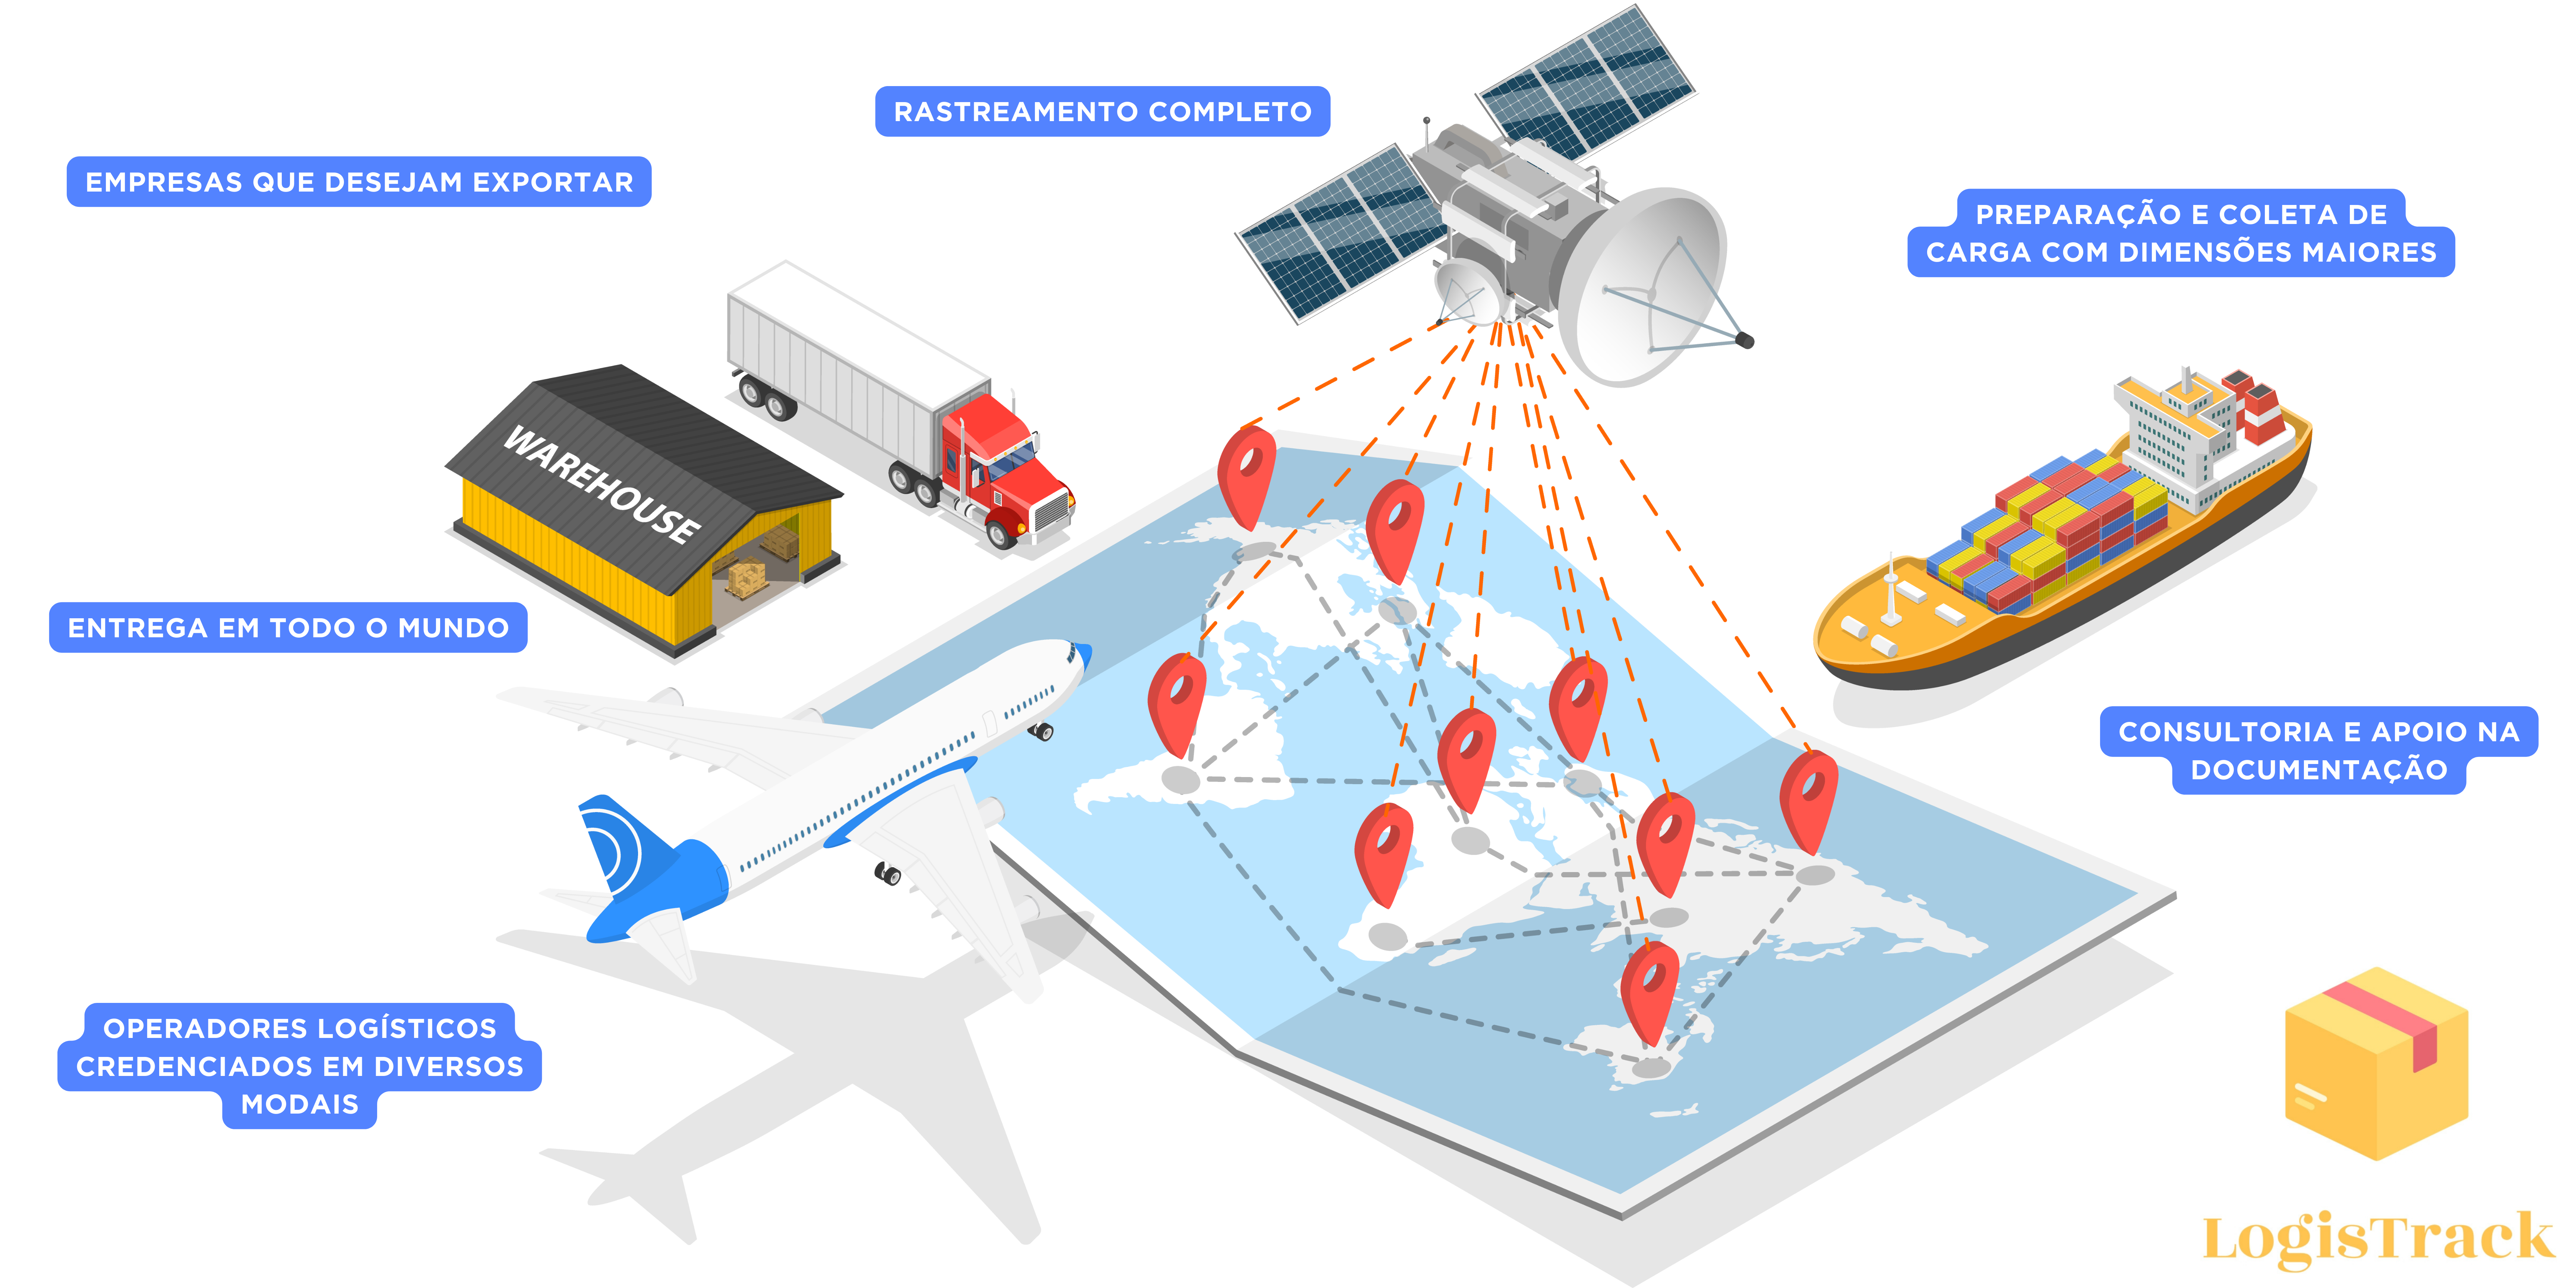 RASTREAMENTO COMPLETO
EMPRESAS QUE DESEJAM EXPORTAR
PREPARAÇÃO E COLETA DE
CARGA COM DIMENSÕES MAIORES
WAREHOUSE
ENTREGA EM TODO O MUNDO
CONSULTORIA E APOIO NA
DOCUMENTAÇÃO
OPERADORES LOGÍSTICOS
CREDENCIADOS EM DIVERSOS
MODAIS
LogisTrack